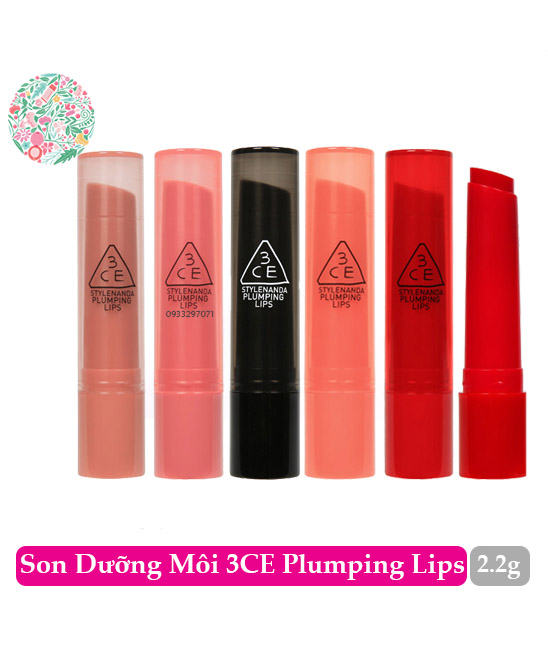 3
CE
STYLENANDA
PLUMPING
LIPS
3
CE
STYLENANDA
PLUMPING
LIPS
0933297071
3
CE
STYLENANDA
PLUMPING
LIPS
3
CE
STYLENANDA
PLUMPING
LIPS
3
CE
STYLENANDA
PLUMPING
LIPS
Son Dưỡng Môi 3CE Plumping Lips 2.2g